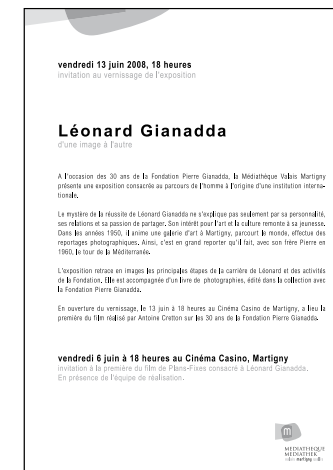 vendredi 13 juin 2008, 18 heures
invitation au vernissage de l'exposition
Léonard Gianadda
d'une image à l'autre
A l'occasion des 30 ans de la Fondation Pierre Gianadda, la Médiathèque Valais Martigny
présente une exposition consacrée au parcours de l'homme à l'origine d'une institution interna-
tionale.
Le mystère de la réussite de Léonard Gianadda ne s'explique pas seulement par sa personnalité,
ses relations et sa passion de partager. Son intérêt pour l'art et la culture remonte à sa jeunesse.
Dans les années 1950, il anime une galerie d'art à Martigny, parcourt le monde, effectue des
reportages photographiques. Ainsi, c'est en grand reporter qu'il fait, avec son frère Pierre en
1960, le tour de la Méditerranée.
L'exposition retrace en images les principales étapes de la carrière de Léonard et des activités
de la Fondation. Elle est accompagnée d'un livre de photographies, édité dans la collection avec
la Fondation Pierre Gianadda.
En ouverture du vernissage, le 13 juin à 18 heures au Cinéma Casino de Martigny, a lieu la
première du film réalisé par Antoine Cretton sur les 30 ans de la Fondation Pierre Gianadda.
vendredi 6 juin à 18 heures au Cinéma Casino, Martigny
invitation à la première du film de Plans-Fixes consacré à Léonard Gianadda.
En présence de l'équipe de réalisation.
m
MEDIATHEQUE
MEDIATHEK
martigny